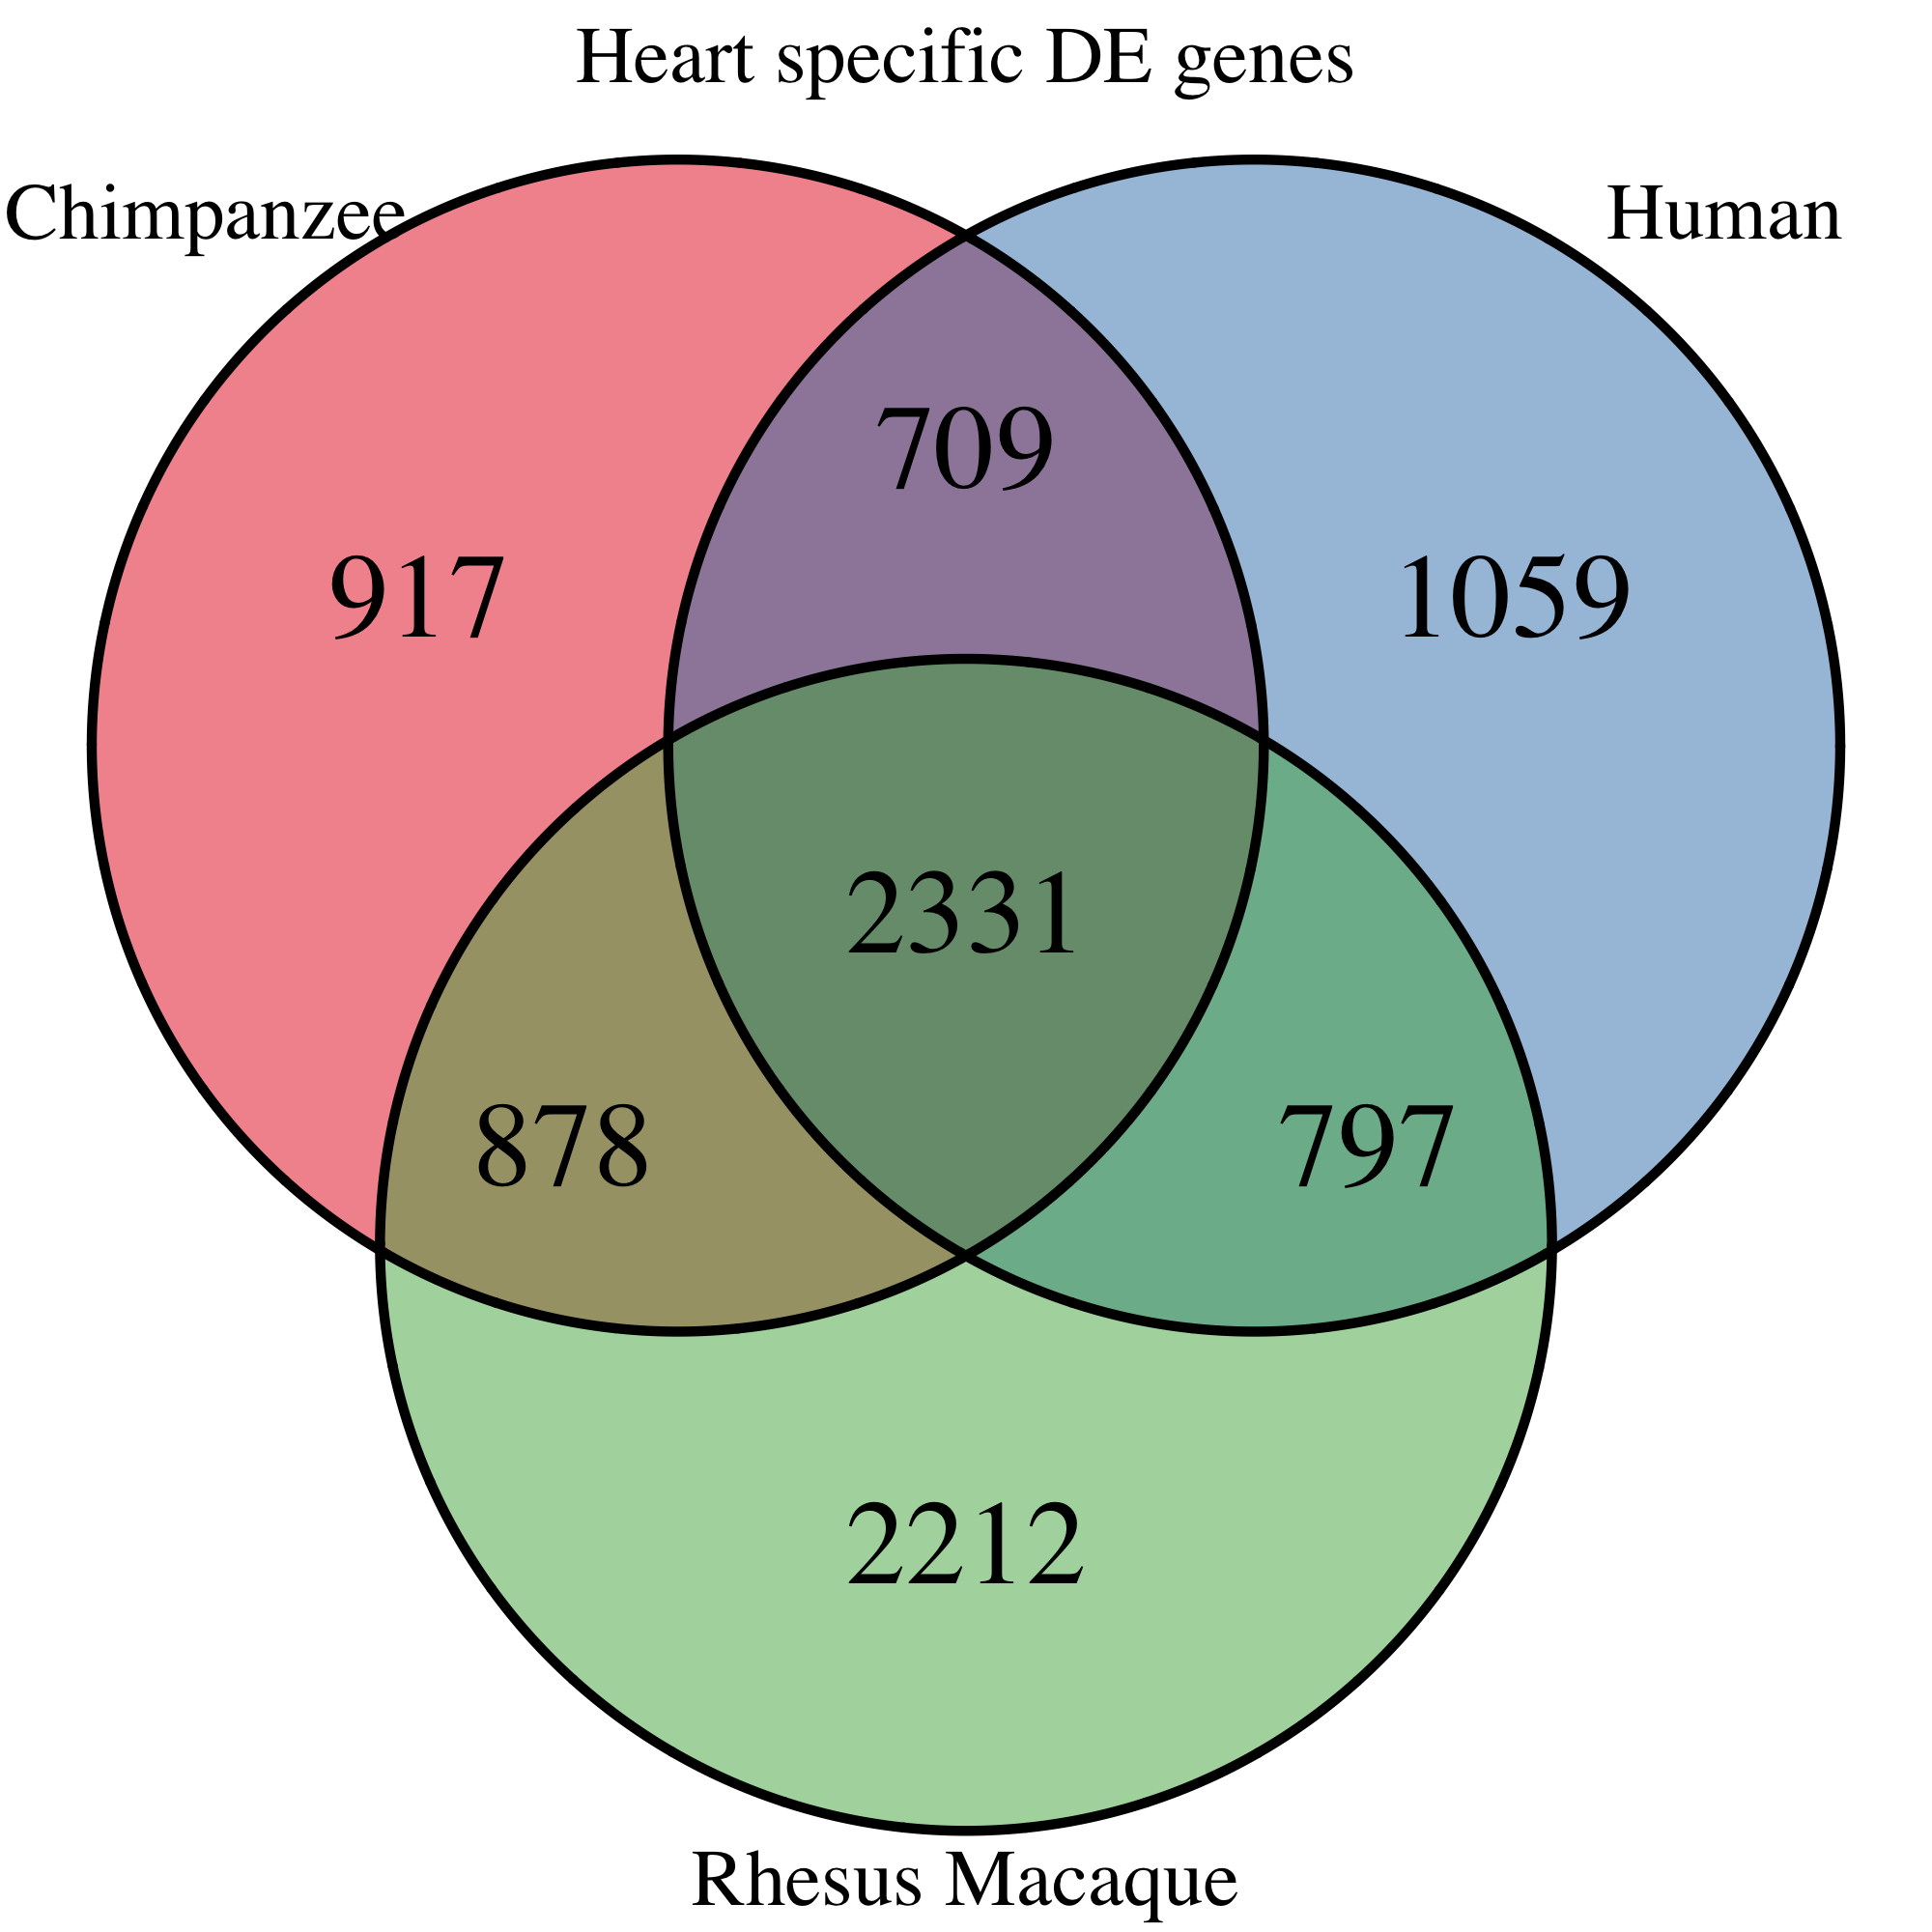 Heart specific DE genes
Chimpanzee
Human
709
917
1059
2331
878
797
2212
Rhesus Macaque